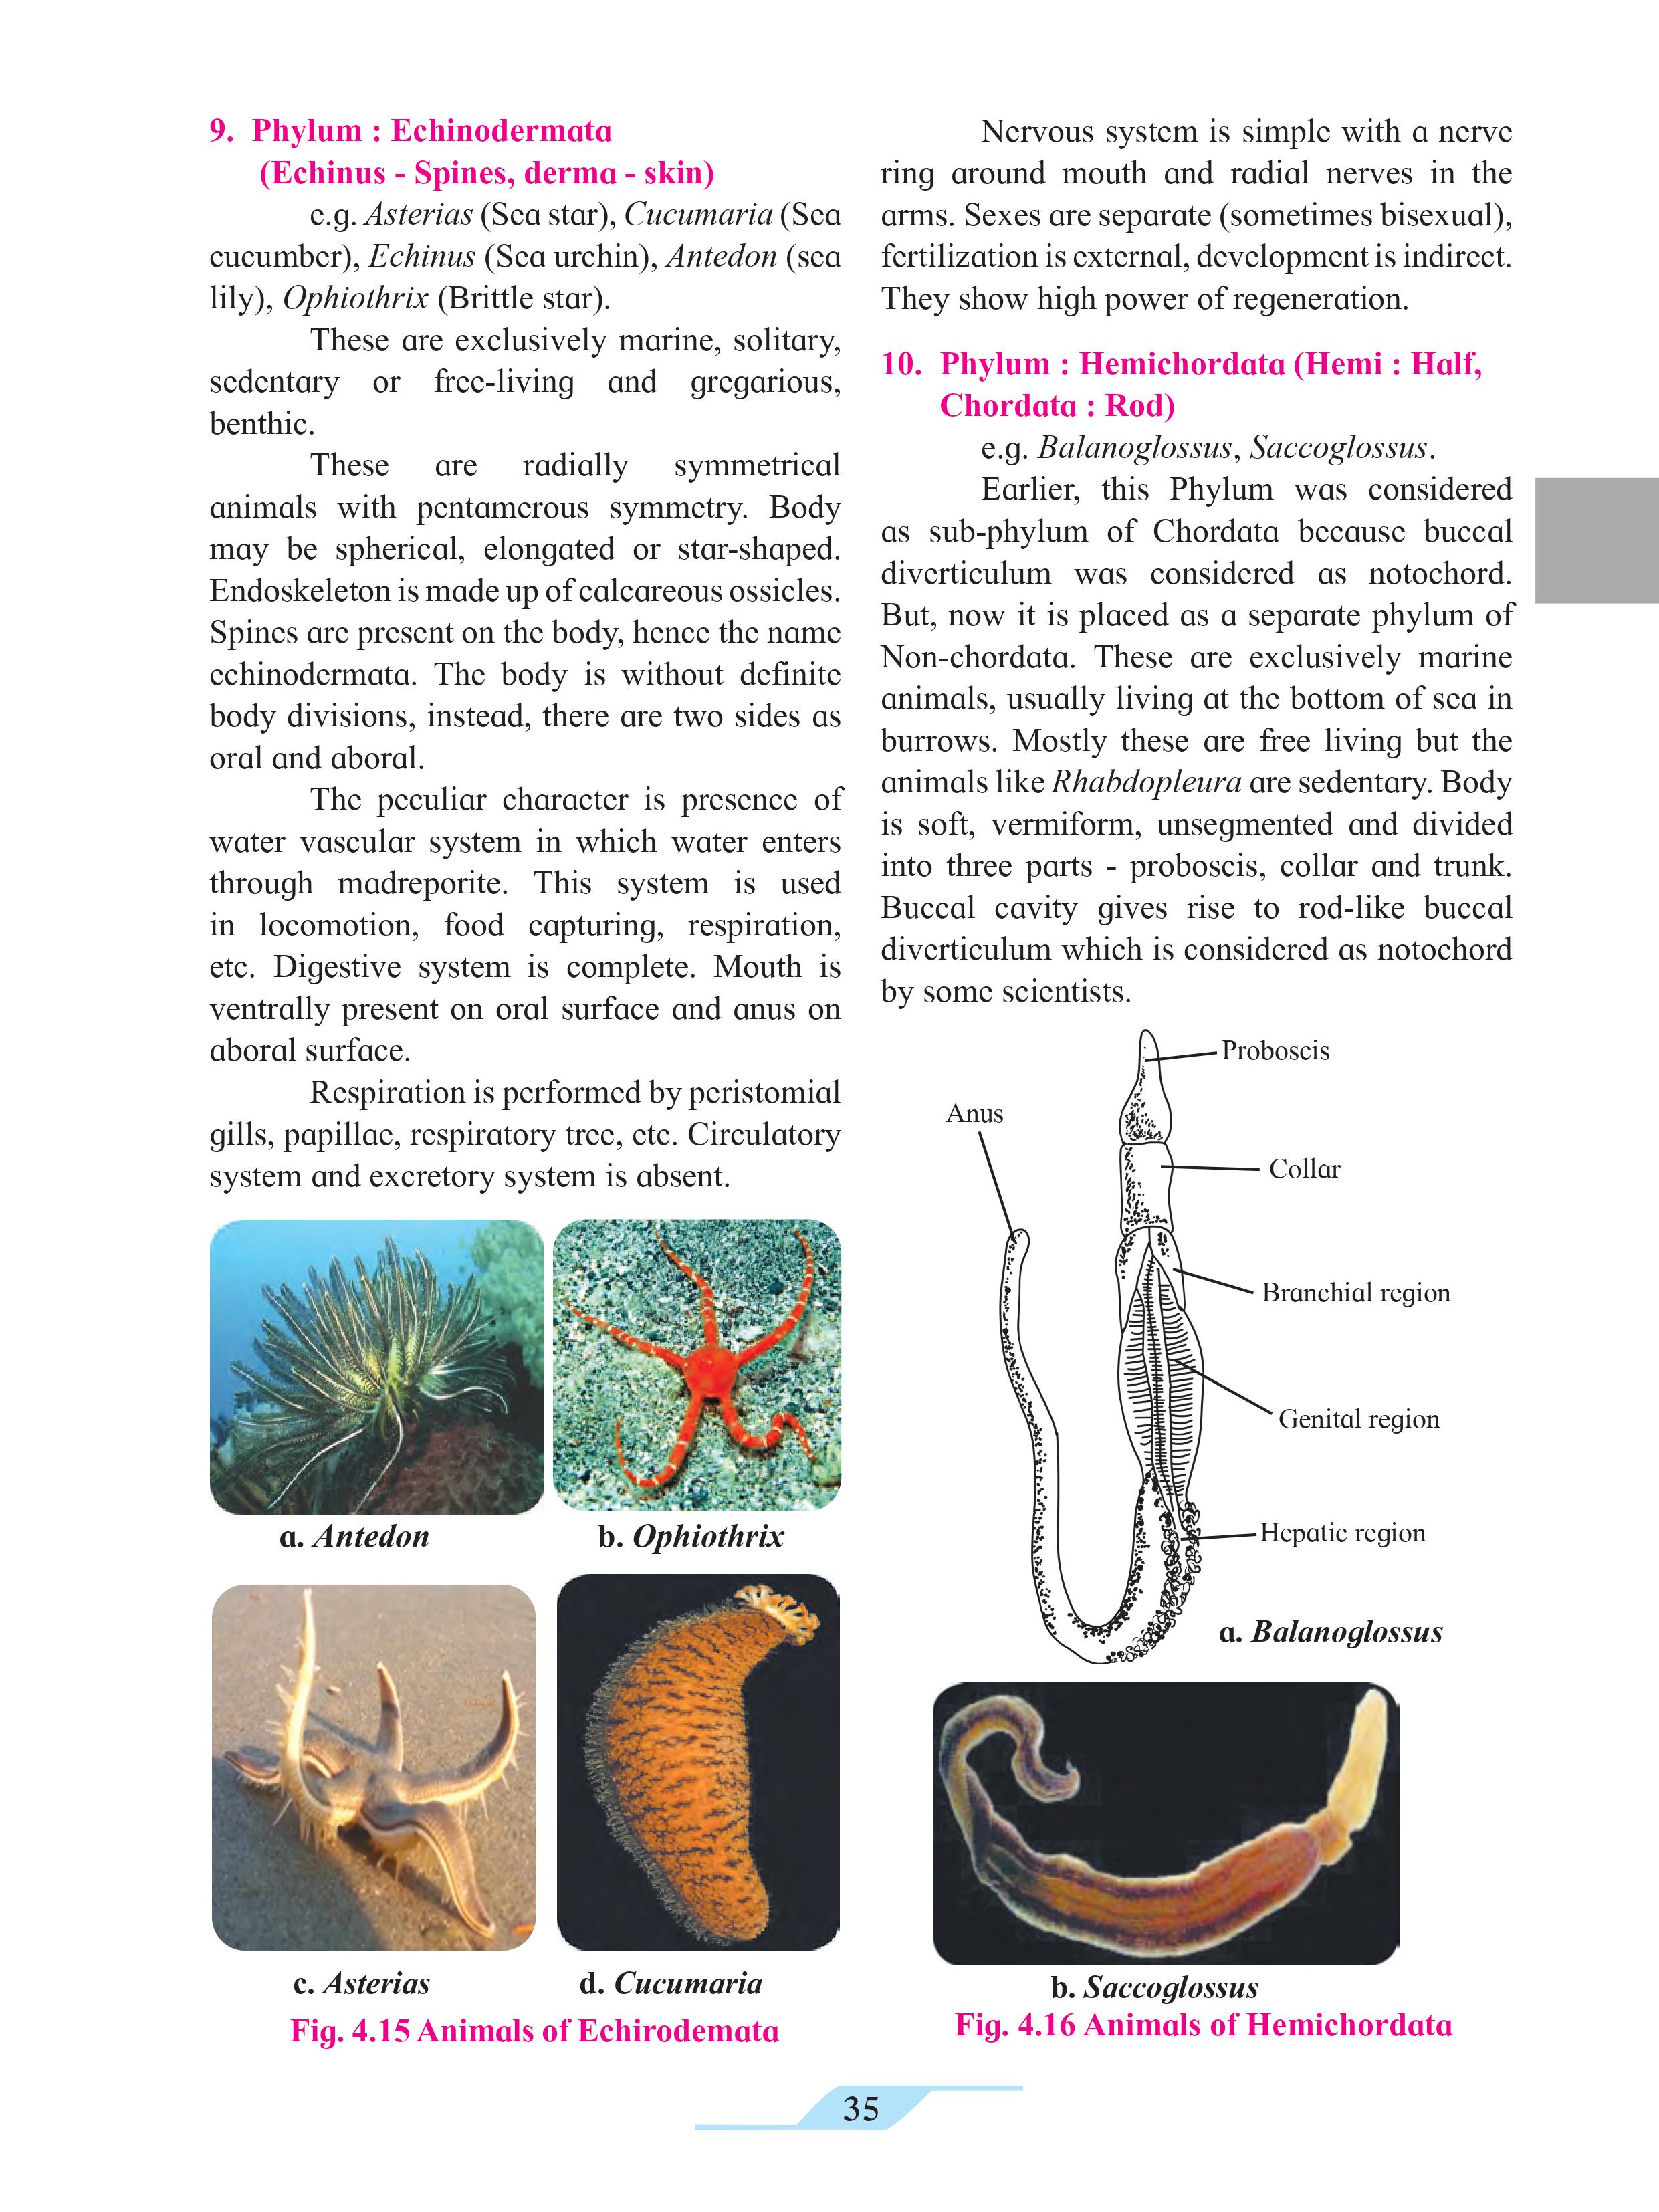 9. Phylum : Echinodermata
(Echinus - Spines, derma - skin)
e.g. Asterias (Sea star), Cucumaria (Sea
cucumber), Echinus (Sea urchin), Antedon (sea
lily), Ophiothrix (Brittle star).
These are exclusively marine, solitary,
sedentary or free-living and gregarious,
benthic.
These are radially symmetrical
animals with pentamerous symmetry. Body
may be spherical, elongated or star-shaped.
Endoskeleton is made up of calcareous ossicles.
Spines are present on the body, hence the name
echinodermata. The body is without definite
body divisions, instead, there are two sides as
oral and aboral.
The peculiar character is presence of
water vascular system in which water enters
through madreporite. This system is used
in locomotion, food capturing, respiration,
etc. Digestive system is complete. Mouth is
ventrally present on oral surface and anus on
aboral surface.
Respiration is performed by peristomial
gills, papillae, respiratory tree, etc. Circulatory
system and excretory system is absent.
a. Antedon
b. Ophiothrix
c. Asterias
d. Cucumaria
Fig. 4.15 Animals of Echirodemata
Nervous system is simple with a nerve
ring around mouth and radial nerves in the
arms. Sexes are separate (sometimes bisexual),
fertilization is external, development is indirect.
They show high power of regeneration.
10. Phylum : Hemichordata (Hemi : Half,
Chordata : Rod)
e.g. Balanoglossus, Saccoglossus.
Earlier, this Phylum was considered
as sub-phylum of Chordata because buccal
diverticulum was considered as notochord.
But, now it is placed as a separate phylum of
Non-chordata. These are exclusively marine
animals, usually living at the bottom of sea in
burrows. Mostly these are free living but the
animals like Rhabdopleura are sedentary. Body
is soft, vermiform, unsegmented and divided
into three parts - proboscis, collar and trunk.
Buccal cavity gives rise to rod-like buccal
diverticulum which is considered as notochord
by some scientists.
Proboscis
Anus
Collar
Branchial region
Genital region
Hepatic region
a. Balanoglossus
b. Saccoglossus
Fig. 4.16 Animals of Hemichordata
35